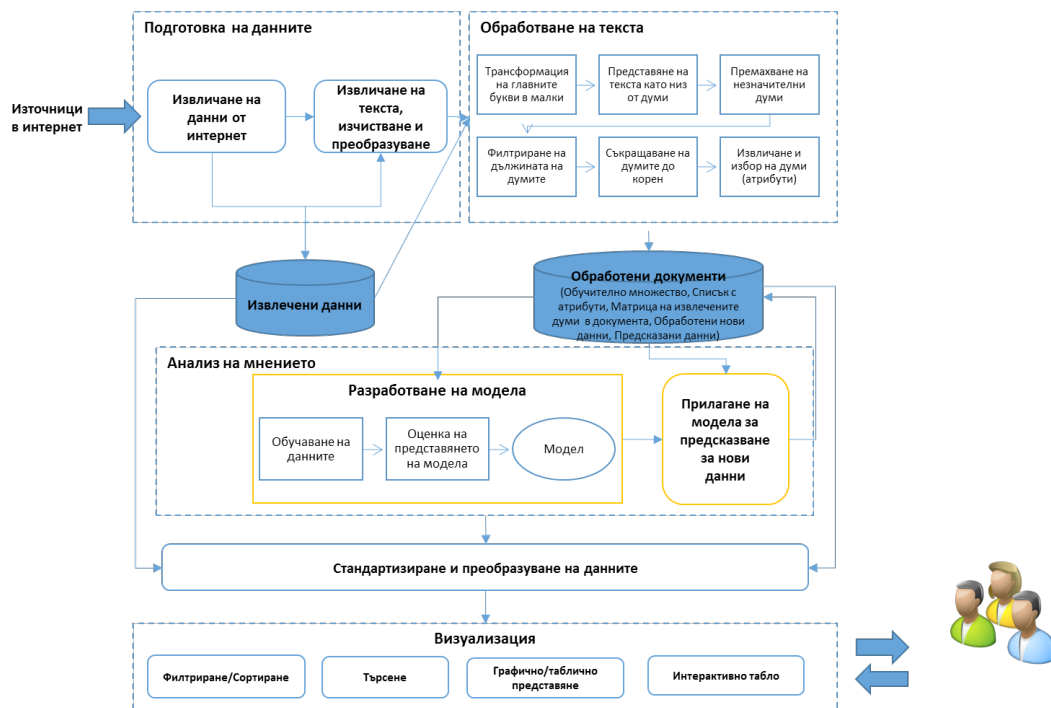 Подготовка на данните
Обработване на текста
Източници
в интернет
Извличане на
данни от
интернет
Извличане на
текста,
изчистване и
преобразуване
Трансформация
на главните
букви в малки
Представяне на
текста като низ
от думи
Премахване на
незначителни
думи
Филтриране на
дължината на
думите
Съкращаване на
думите до
корен
Извличане и
избор на думи
(атрибути)
Извлечени данни
Обработени документи
(Обучително множество, Списък с
атрибути, Матрица на извлечените
думи в документа, Обработени нови
данни, Предсказани данни)
Анализ на мнението
Разработване на модела
Обучаване на
данните
Оценка на
представянето
на модела
Модел
Прилагане на
модела за
предсказване
за нови
данни
Стандартизиране и преобразуване на данните
Визуализация
Филтриране/Сортиране
Търсене
Графично/таблично
представяне
Интерактивно табло